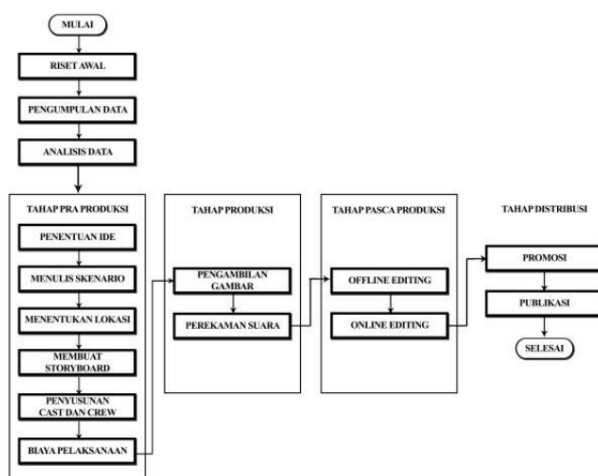 MULAI
RISET AWAL
PENGUMPULAN DATA
ANALISIS DATA
TAHAP PRA PRODUKSI
PENENTUAN IDE
MENULIS SKENARIO
MENENTUKAN LOKASI
MEMBUAT
STORYBOARD
PENYUSUNAN
CAST DAN CREW
BIAYA PELAKSANAAN
TAHAP PRODUKSI
PENGAMBILAN
GAMBAR
PEREKAMAN SUARA
TAHAP PASCA PRODUKSI
OFFLINE EDITING
ONLINE EDITING
TAHAP DISTRIBUSI
PROMOSI
PUBLIKASI
SELESAI